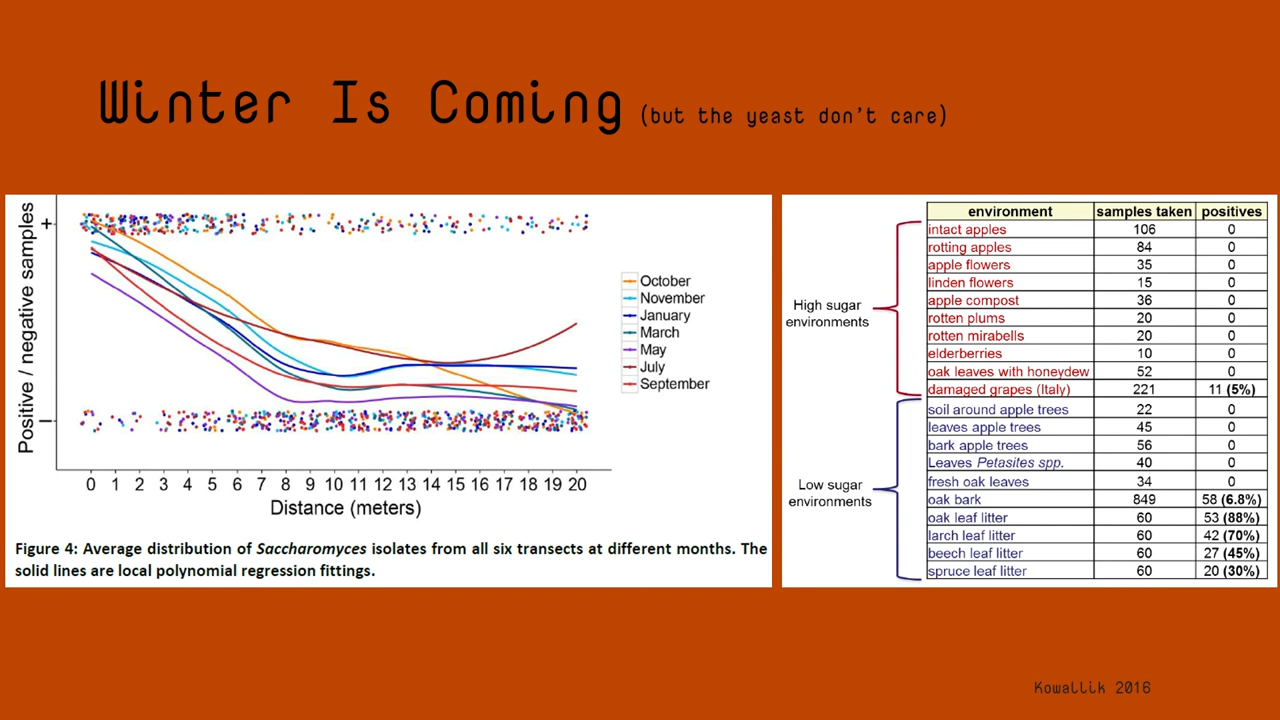 Winter Is Coming (but the yeast don't care)
Positive / negative samples
+
–
0 1 2 3 4 5 6 7 8 9 10 11 12 13 14 15 16 17 18 19 20
Distance (meters)
October
November
January
March
May
July
September
Figure 4: Average distribution of Saccharomyces isolates from all six transects at different months. The
solid lines are local polynomial regression fittings.
High sugar
environments
Low sugar
environments
environment samples taken positives
intact apples 106 0
rotting apples 84 0
apple flowers 35 0
linden flowers 15 0
apple compost 36 0
rotten plums 20 0
rotten mirabells 20 0
elderberries 10 0
oak leaves with honeydew 52 0
damaged grapes (Italy) 221 11 (5%)
soil around apple trees 22 0
leaves apple trees 45 0
bark apple trees 56 0
Leaves Petasites spp. 40 0
fresh oak leaves 34 0
oak bark 849 58 (6.8%)
oak leaf litter 60 53 (88%)
larch leaf litter 60 42 (70%)
beech leaf litter 60 27 (45%)
spruce leaf litter 60 20 (30%)
Kowallik 2016